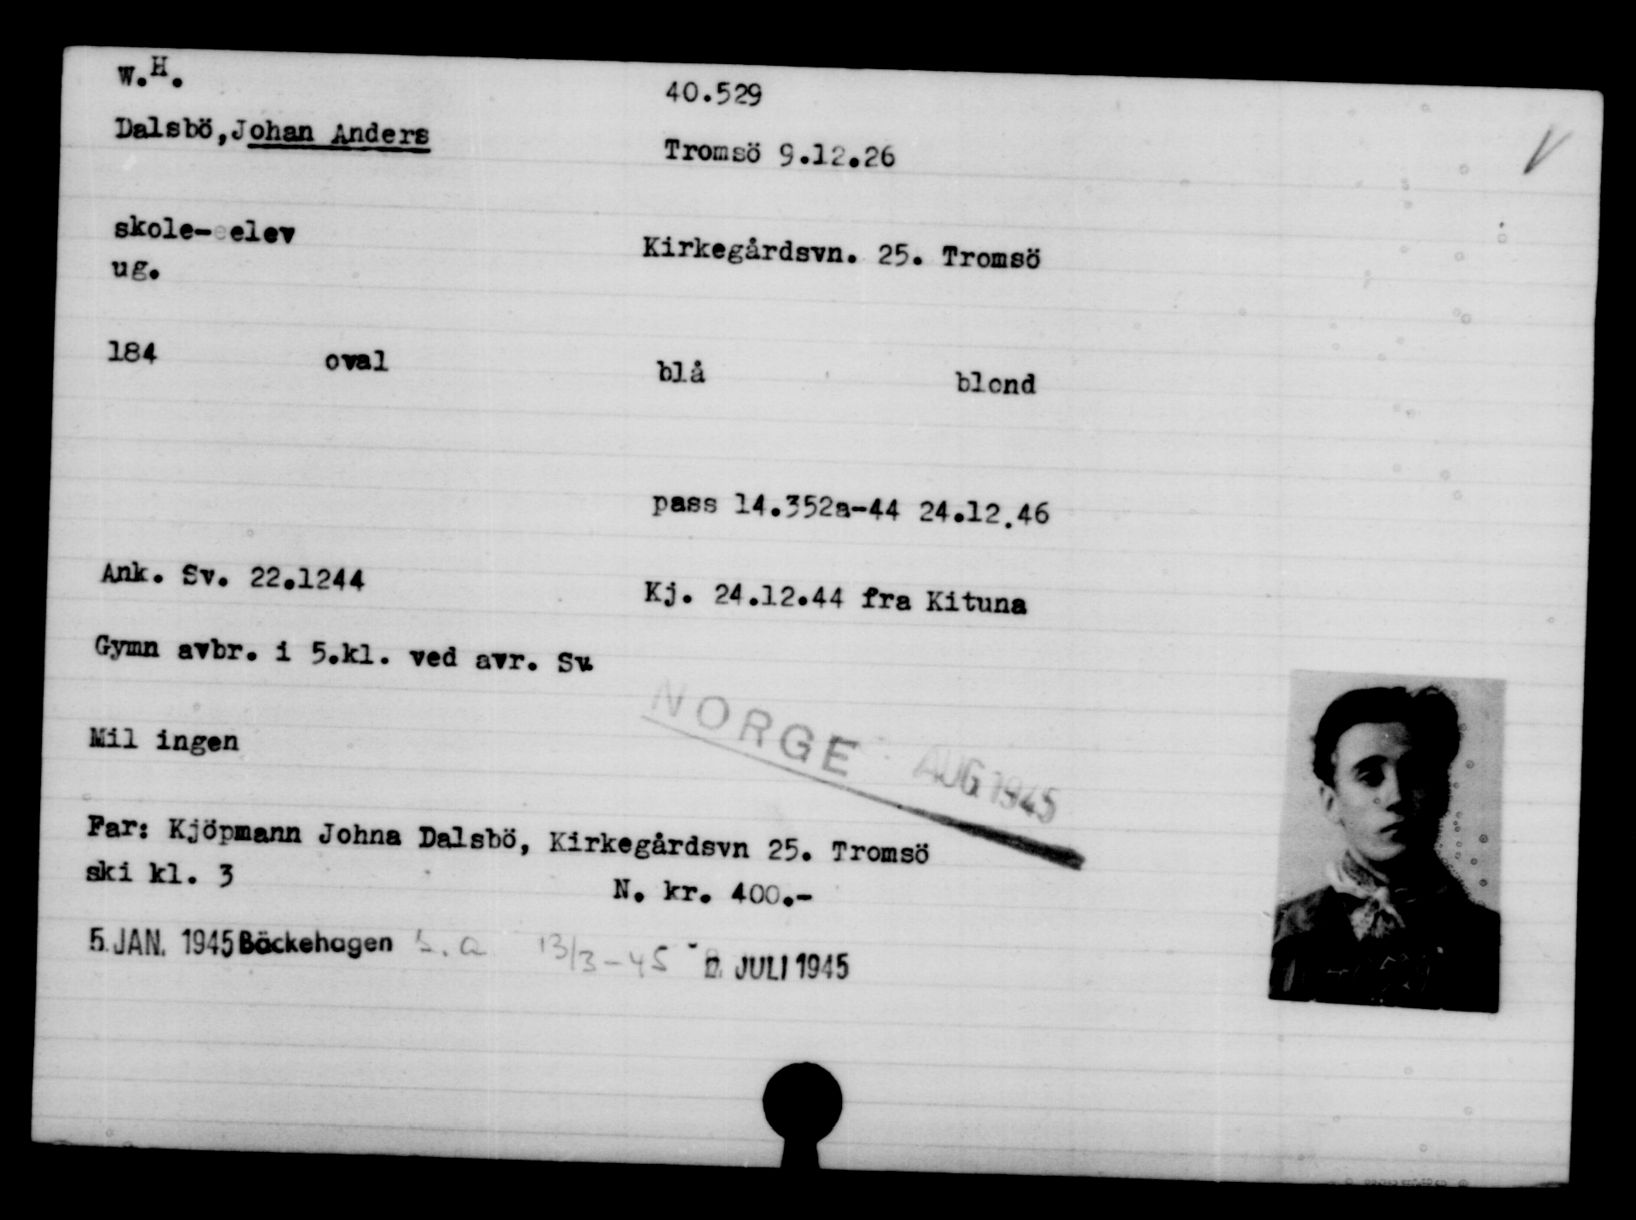 W.H.
40.529
Dalsbö,Johan Anders
Tromsö 9.12.26
skole-eelev
Kirkegårdsvn. 25. Tromsö
ug.
184 oval blå blond
pass 14.352a-44 24.12.46
Ank. Sv. 22.1244
Kj. 24.12.44 fra Kituna
Gymn avbr. i 5.kl. ved avr. Sv.
NORGE AUG 1945
Mil ingen
Far: Kjöpmann Johna Dalsbö, Kirkegårdsvn 25. Tromsö
ski kl. 3
N. kr. 400.-
5. JAN. 1945 Bäckehagen 13/3-45 JULI 1945